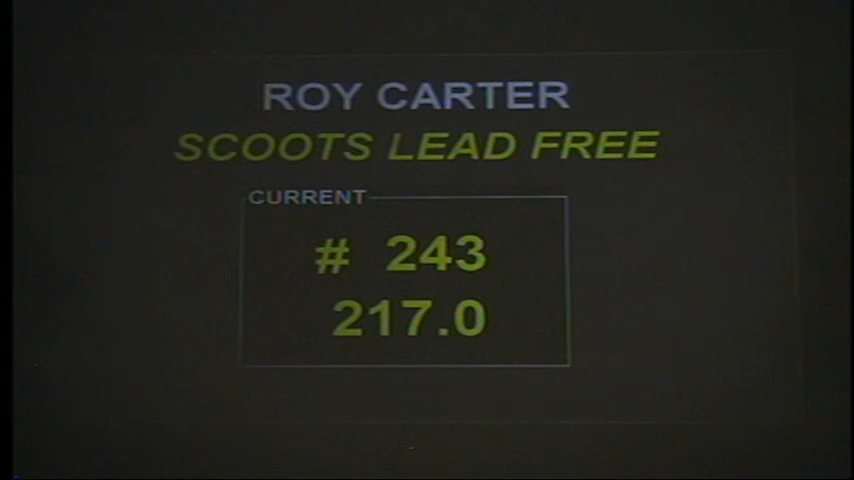 ROY CARTER
SCOOTS LEAD FREE
CURRENT
# 243
217.0